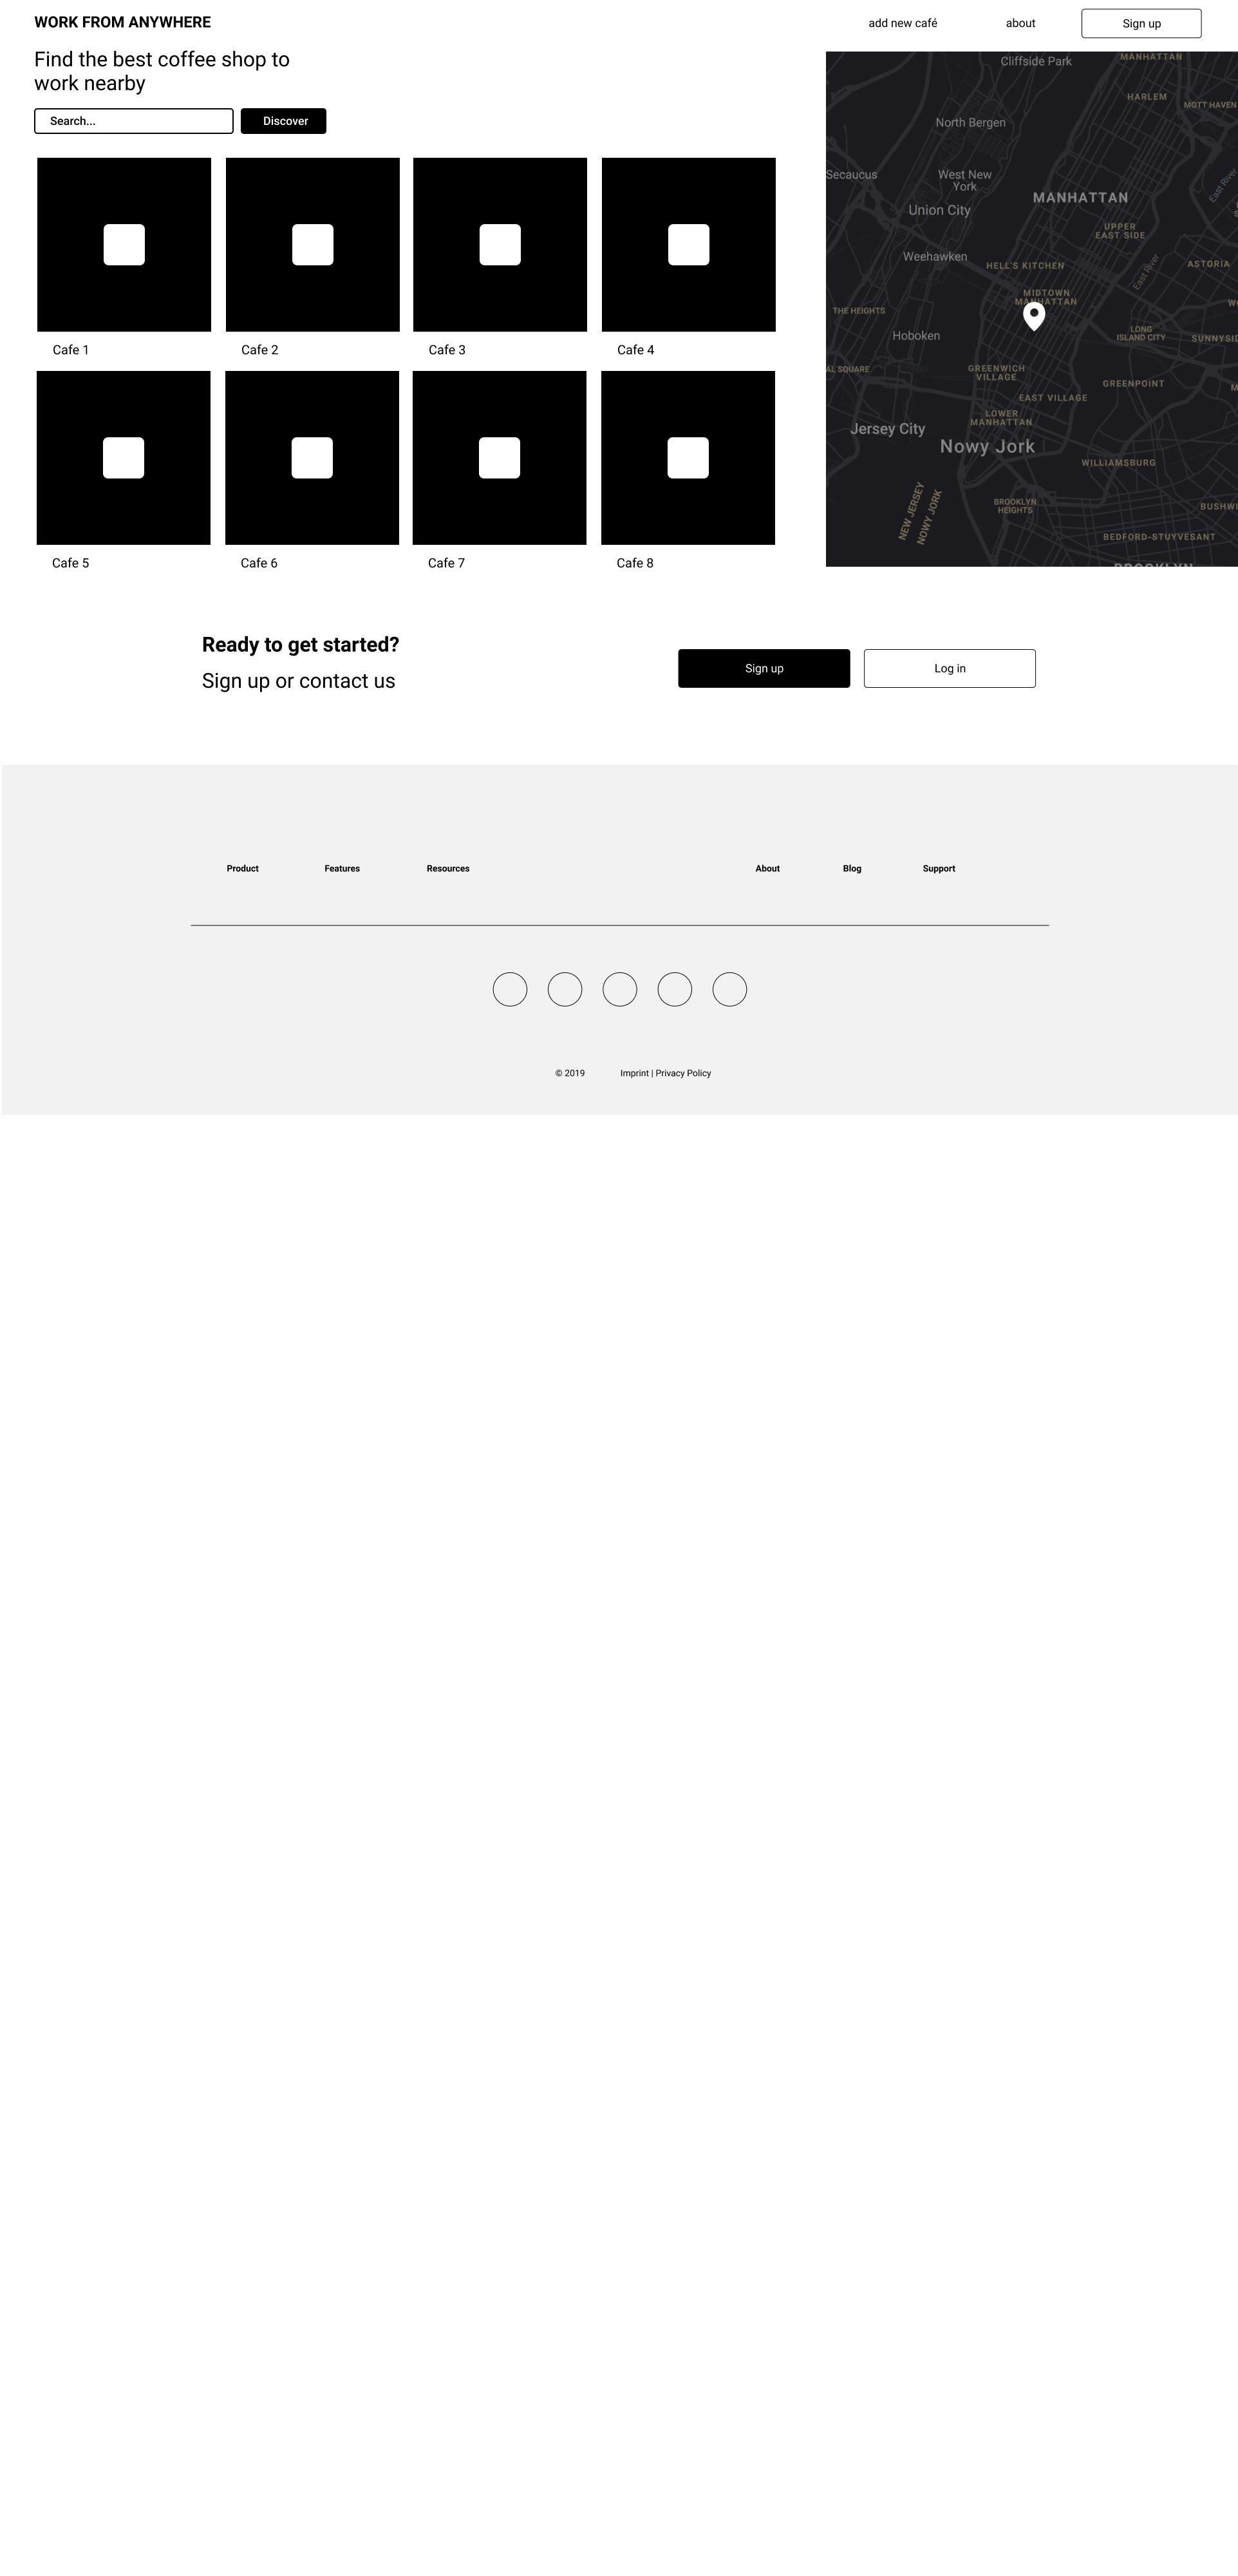 WORK FROM ANYWHERE
add new café
about
Sign up
Find the best coffee shop to
work nearby
Search...
Discover
Cafe 1
Cafe 2
Cafe 3
Cafe 4
Cafe 5
Cafe 6
Cafe 7
Cafe 8
Cliffside Park
MANHATTAN
HARLEM
MOTT HAVEN
North Bergen
Secaucus
West New
York
East River
MANHATTAN
Union City
UPPER
EAST SIDE
Weehawken
HELL'S KITCHEN
East River
ASTORIA
MIDTOWN
MANHATTAN
THE HEIGHTS
LONG
ISLAND CITY
Hoboken
SUNNYSID
AL SQUARE
GREENWICH
VILLAGE
GREENPOINT
EAST VILLAGE
LOWER
MANHATTAN
Jersey City
Nowy Jork
WILLIAMSBURG
NEW JERSEY
NOWY JORK
BROOKLYN
HEIGHTS
BUSHWI
BEDFORD-STUYVESANT
BROOKLYN
Ready to get started?
Sign up or contact us
Sign up
Log in
Product
Features
Resources
About
Blog
Support
© 2019
Imprint | Privacy Policy